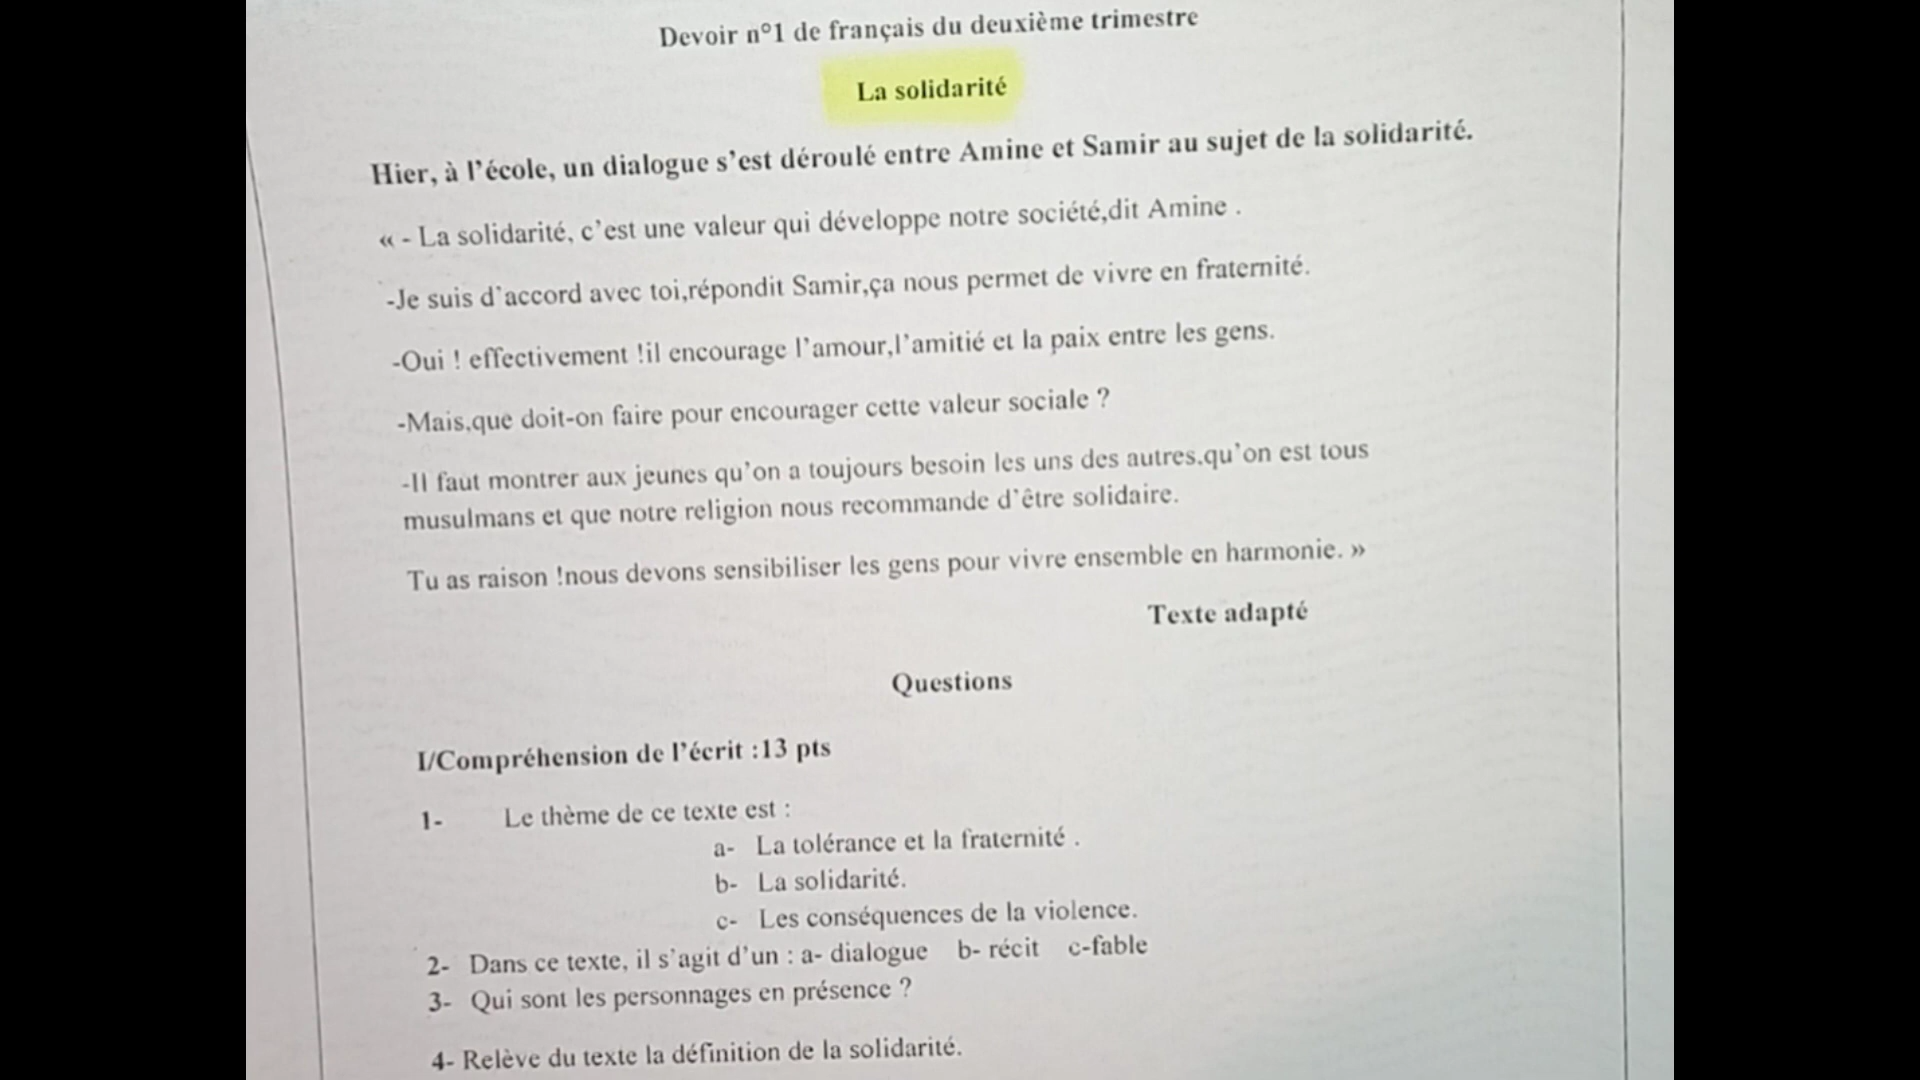 Devoir n°1 de français du deuxième trimestre
La solidarité
Hier, à l'école, un dialogue s'est déroulé entre Amine et Samir au sujet de la solidarité.
« - La solidarité, c'est une valeur qui développe notre société,dit Amine .
-Je suis d'accord avec toi,répondit Samir,ça nous permet de vivre en fraternité.
-Oui ! effectivement !il encourage l'amour,l'amitié et la paix entre les gens.
-Mais,que doit-on faire pour encourager cette valeur sociale ?
-Il faut montrer aux jeunes qu'on a toujours besoin les uns des autres,qu'on est tous
musulmans et que notre religion nous recommande d'être solidaire.
Tu as raison !nous devons sensibiliser les gens pour vivre ensemble en harmonie. »
Texte adapté
Questions
I/Compréhension de l'écrit :13 pts
1- Le thème de ce texte est :
a- La tolérance et la fraternité .
b- La solidarité.
c- Les conséquences de la violence.
2- Dans ce texte, il s'agit d'un : a- dialogue b- récit c-fable
3- Qui sont les personnages en présence ?
4- Relève du texte la définition de la solidarité.